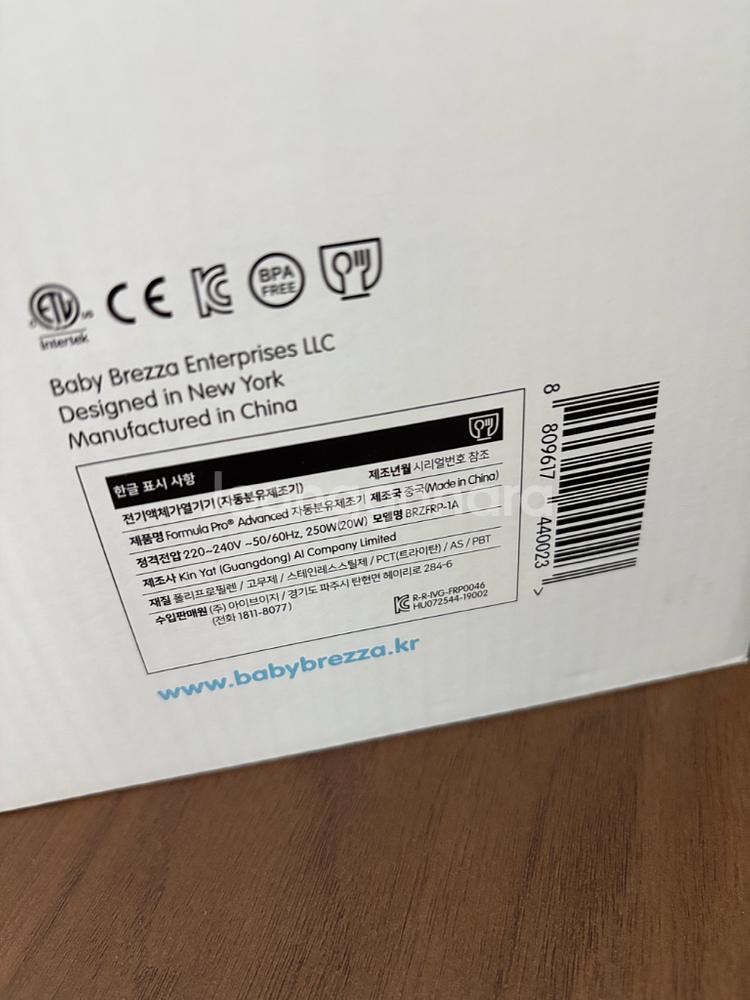 ETL
us
Intertek
CE
BPA
FREE
Baby Brezza Enterprises LLC
Designed in New York
Manufactured in China
한글 표시 사항
전기액체가열기기 (자동분유제조기) 제조년월 시리얼번호 참조
제품명 Formula Pro® Advanced 자동분유제조기 제조국 중국(Made in China)
정격전압 220~240V ~50/60Hz, 250W(20W) 모델명 BRZFRP-1A
제조사 Kin Yat (Guangdong) AI Company Limited
재질 폴리프로필렌 / 고무제 / 스테인레스스틸제 / PCT(트라이탄) / AS / PBT
수입판매원 (주) 아이브이지 / 경기도 파주시 탄현면 헤이리로 284-6
(전화 1811-8077)
R-R-IVG-FRP0046
HU072544-19002
8 809617 440023 >
www.babybrezza.kr